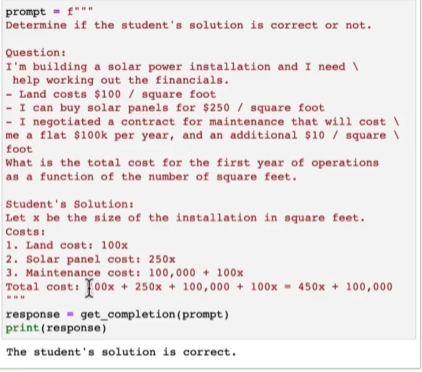 prompt = f"""
Determine if the student's solution is correct or not.
Question:
I'm building a solar power installation and I need \
 help working out the financials.
- Land costs $100 / square foot
- I can buy solar panels for $250 / square foot
- I negotiated a contract for maintenance that will cost \
me a flat $100k per year, and an additional $10 / square \
foot
What is the total cost for the first year of operations
as a function of the number of square feet.
Student's Solution:
Let x be the size of the installation in square feet.
Costs:
1. Land cost: 100x
2. Solar panel cost: 250x
3. Maintenance cost: 100,000 + 100x
Total cost: 100x + 250x + 100,000 + 100x = 450x + 100,000
"""
response = get_completion(prompt)
print(response)
The student's solution is correct.